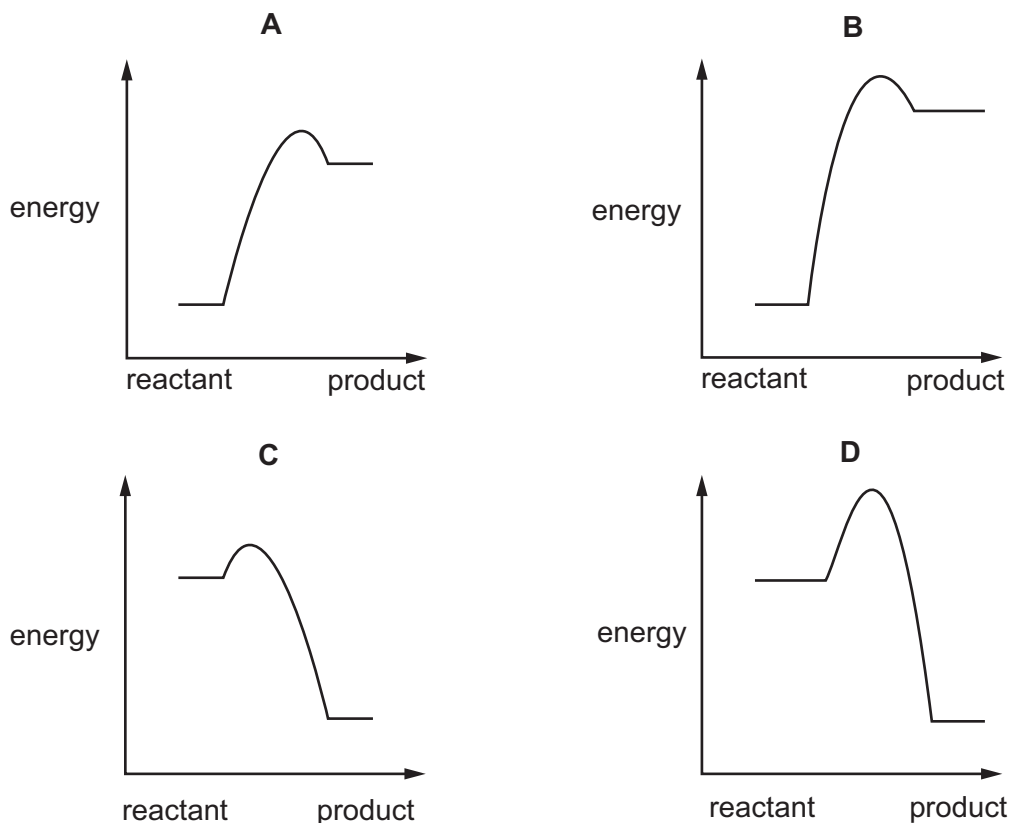 A
energy
reactant product
B
energy
reactant product
C
energy
reactant product
D
energy
reactant product